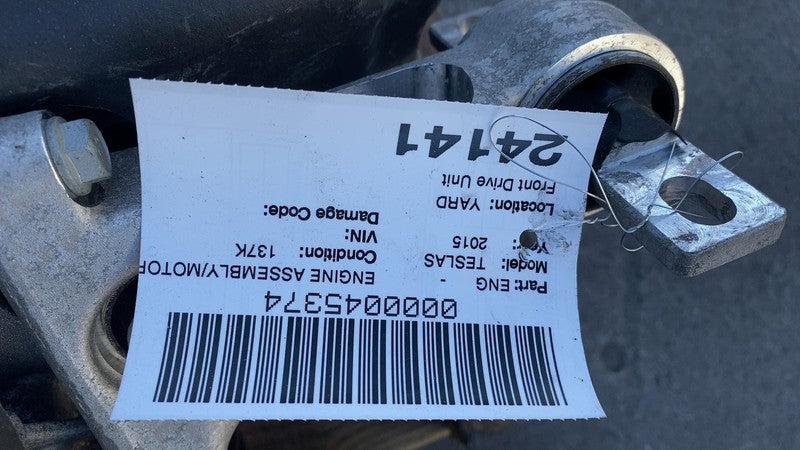 0000045374
Part: ENG - ENGINE ASSEMBLY/MOTOR
Model: TESLAS Condition: 137K
Year: 2015 VIN:
Location: YARD Damage Code:
Front Drive Unit
24141